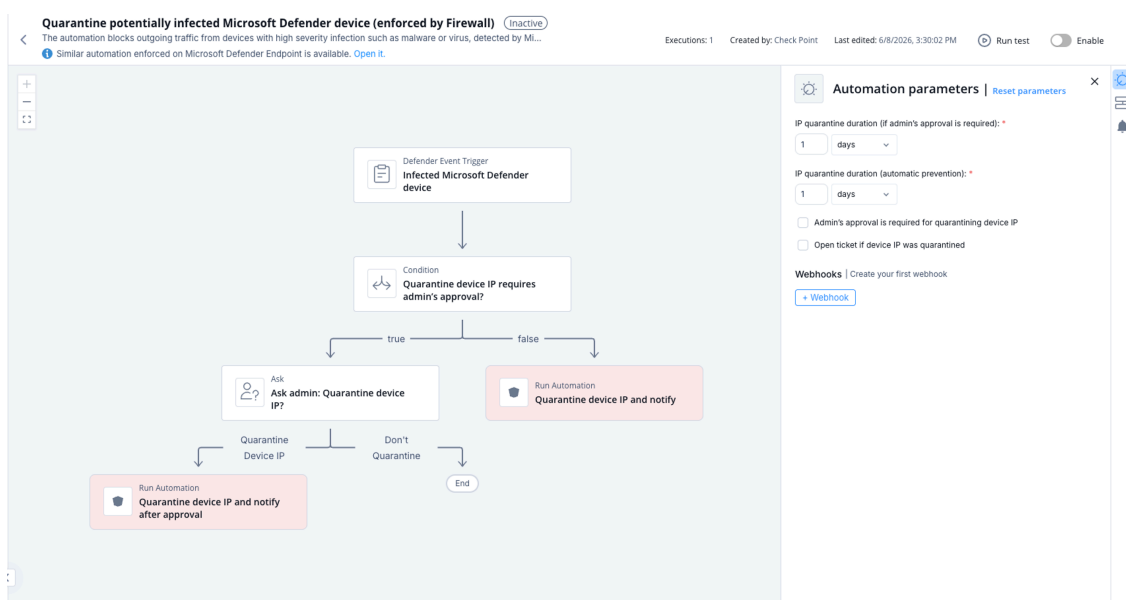 Quarantine potentially infected Microsoft Defender device (enforced by Firewall) Inactive
The automation blocks outgoing traffic from devices with high severity infection such as malware or virus, detected by Mi...
Similar automation enforced on Microsoft Defender Endpoint is available. Open it.
Executions: 1 Created by: Check Point Last edited: 6/8/2026, 3:30:02 PM Run test Enable
Defender Event Trigger
Infected Microsoft Defender
device
Condition
Quarantine device IP requires
admin's approval?
true false
Ask
Ask admin: Quarantine device
IP?
Run Automation
Quarantine device IP and notify
Quarantine
Device IP
Don't
Quarantine
Run Automation
Quarantine device IP and notify
after approval
End
Automation parameters | Reset parameters
IP quarantine duration (if admin's approval is required): *
1 days
IP quarantine duration (automatic prevention): *
1 days
Admin's approval is required for quarantining device IP
Open ticket if device IP was quarantined
Webhooks | Create your first webhook
+ Webhook